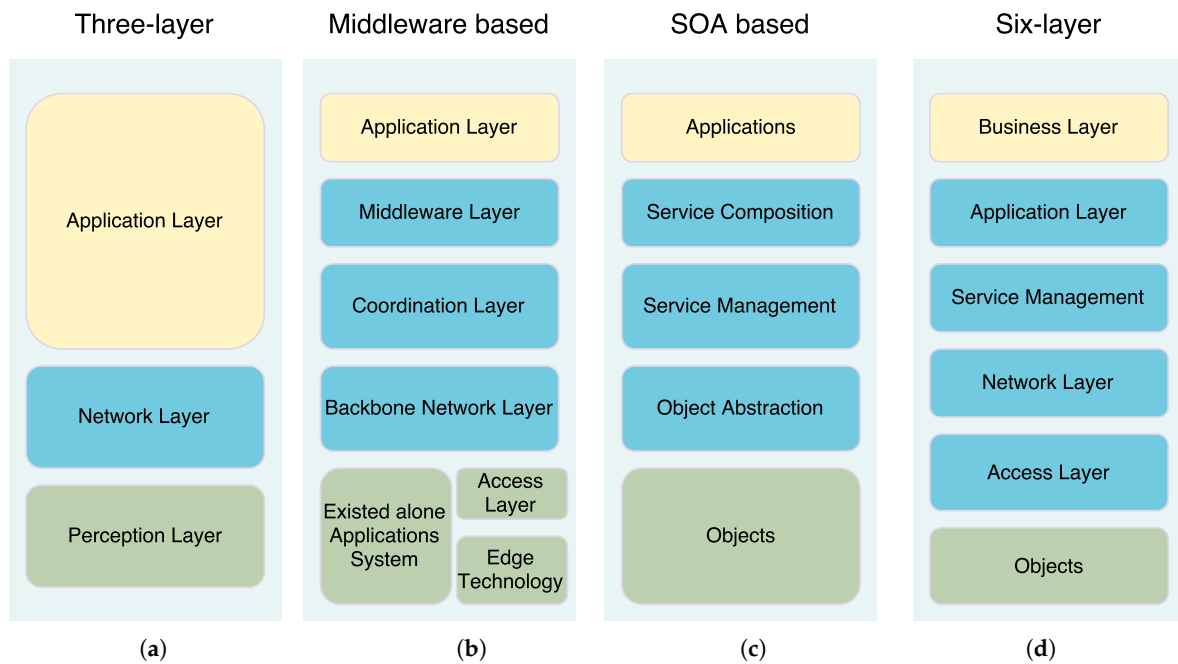 Three-layer
Application Layer
Network Layer
Perception Layer
(a)
Middleware based
Application Layer
Middleware Layer
Coordination Layer
Backbone Network Layer
Existed alone
Applications
System
Access
Layer
Edge
Technology
(b)
SOA based
Applications
Service Composition
Service Management
Object Abstraction
Objects
(c)
Six-layer
Business Layer
Application Layer
Service Management
Network Layer
Access Layer
Objects
(d)